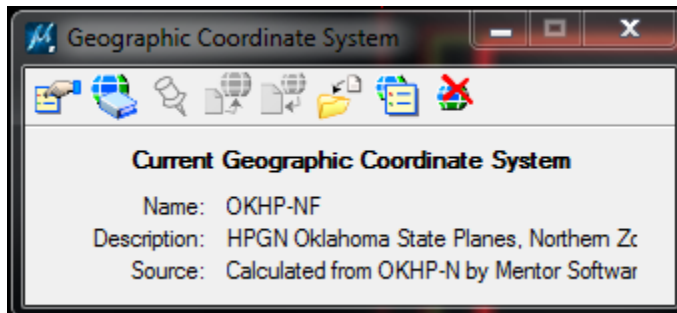 Geographic Coordinate System
Current Geographic Coordinate System
Name: OKHP-NF
Description: HPGN Oklahoma State Planes, Northern Zc
Source: Calculated from OKHP-N by Mentor Softwar